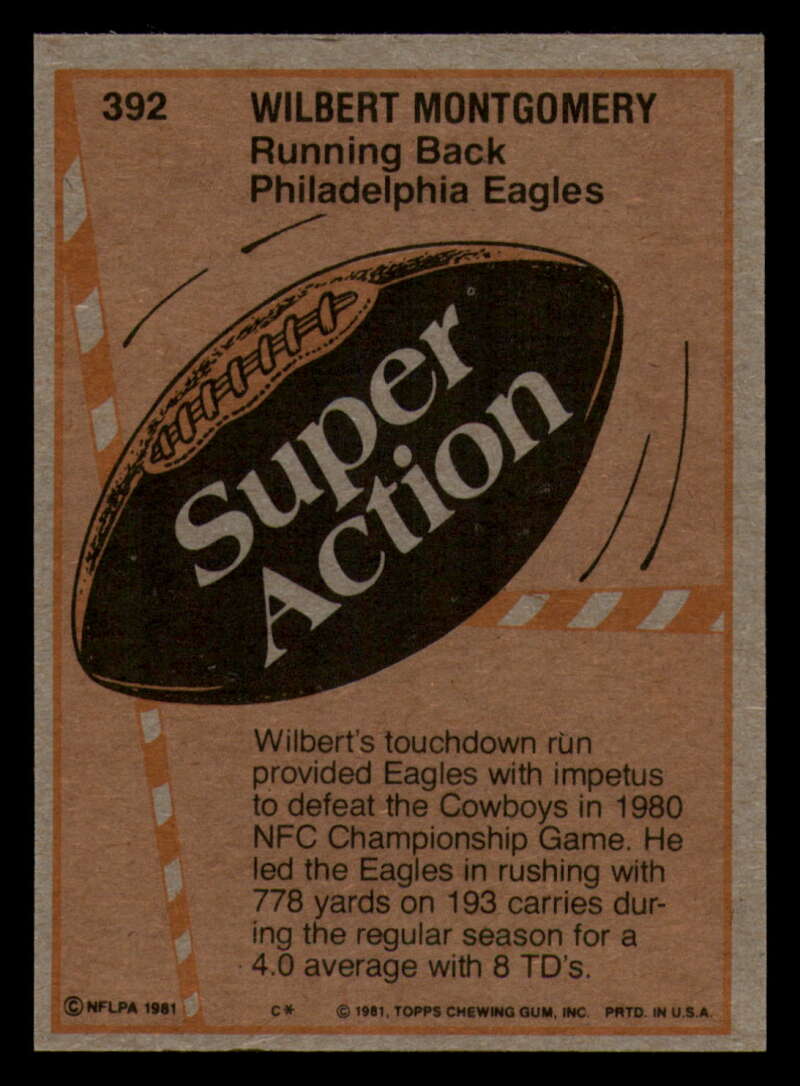 392
WILBERT MONTGOMERY
Running Back
Philadelphia Eagles
Super
Action
Wilbert's touchdown run
provided Eagles with impetus
to defeat the Cowboys in 1980
NFC Championship Game. He
led the Eagles in rushing with
778 yards on 193 carries dur-
ing the regular season for a
4.0 average with 8 TD's.
© NFLPA 1981 C* © 1981, TOPPS CHEWING GUM, INC. PRTD. IN U.S.A.